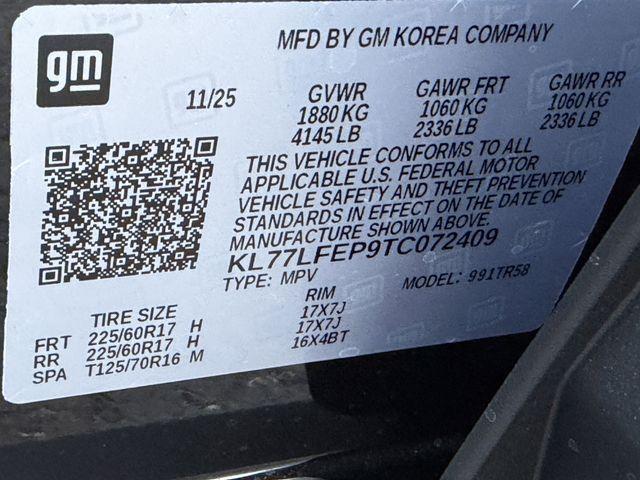 gm
MFD BY GM KOREA COMPANY
11/25 GVWR GAWR FRT GAWR RR
1880 KG 1060 KG 1060 KG
4145 LB 2336 LB 2336 LB
THIS VEHICLE CONFORMS TO ALL
APPLICABLE U.S. FEDERAL MOTOR
VEHICLE SAFETY AND THEFT PREVENTION
STANDARDS IN EFFECT ON THE DATE OF
MANUFACTURE SHOWN ABOVE.
KL77LFEP9TC072409
TYPE: MPV MODEL: 991TR58
TIRE SIZE RIM
FRT 225/60R17 H 17X7J
RR 225/60R17 H 17X7J
SPA T125/70R16 M 16X4BT